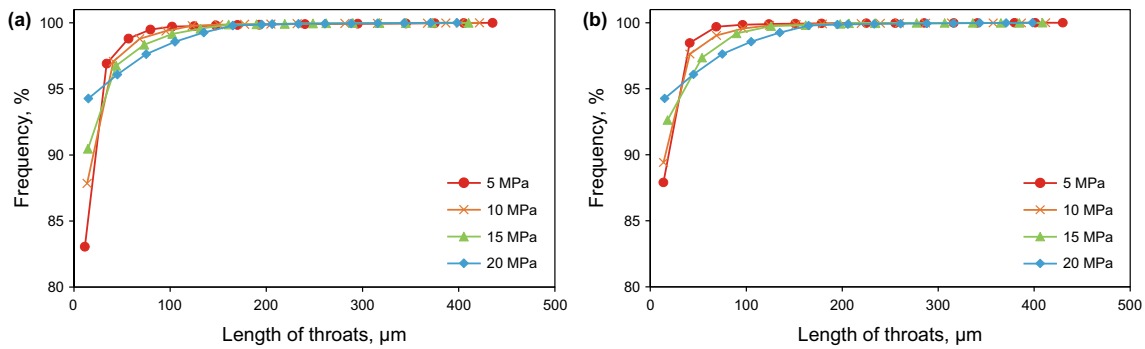 (a)
Frequency, %
100
95
90
85
80
0 100 200 300 400 500
Length of throats, μm
5 MPa
10 MPa
15 MPa
20 MPa
(b)
Frequency, %
100
95
90
85
80
0 100 200 300 400 500
Length of throats, μm
5 MPa
10 MPa
15 MPa
20 MPa